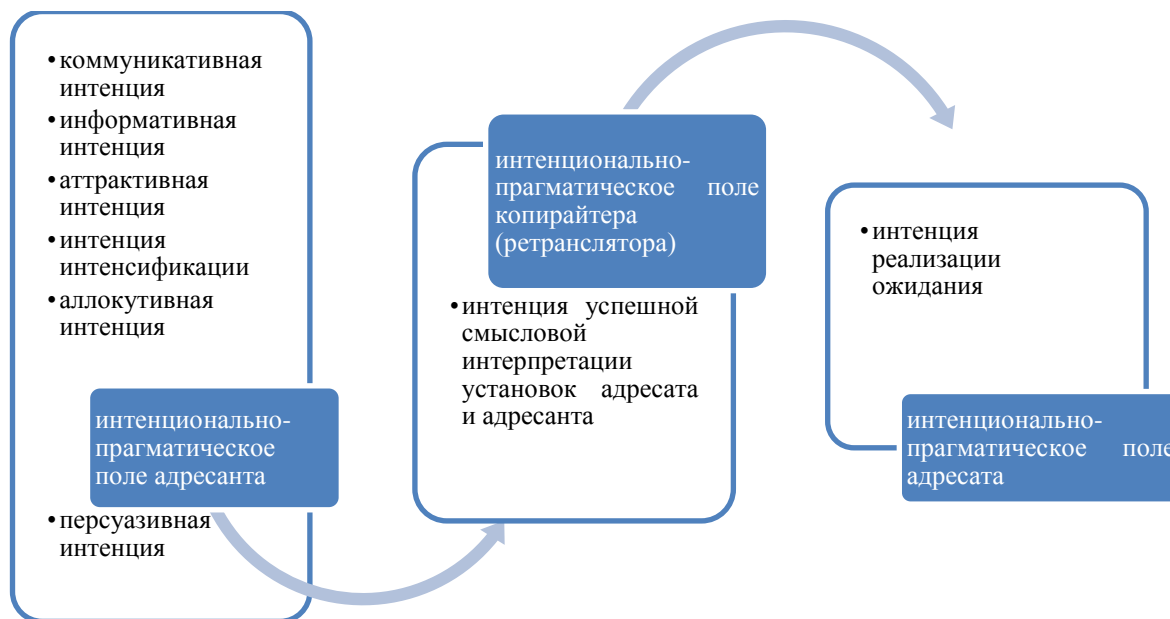 •коммуникативная
интенция
•информативная
интенция
•аттрактивная
интенция
•интенция
интенсификации
•аллокутивная
интенция
интенционально-
прагматическое
поле адресанта
•персуазивная
интенция
интенционально-
прагматическое поле
копирайтера
(ретранслятора)
•интенция успешной
смысловой
интерпретации
установок адресата
и адресанта
•интенция
реализации
ожидания
интенционально-
прагматическое поле
адресата